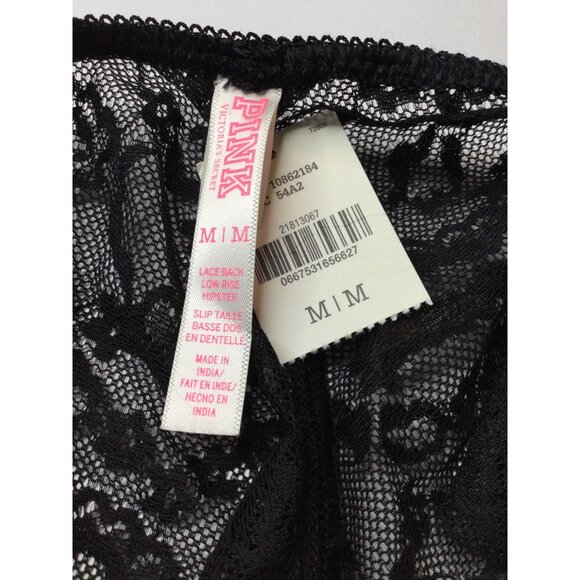 PINK
VICTORIA'S SECRET
M | M
LACE BACK
LOW RISE
HIPSTER
SLIP TAILLE
BASSE DOS
EN DENTELLE
MADE IN
INDIA/
FAIT EN INDE/
HECHO EN
INDIA
10862184
54A2
21813067
0667531656627
M | M